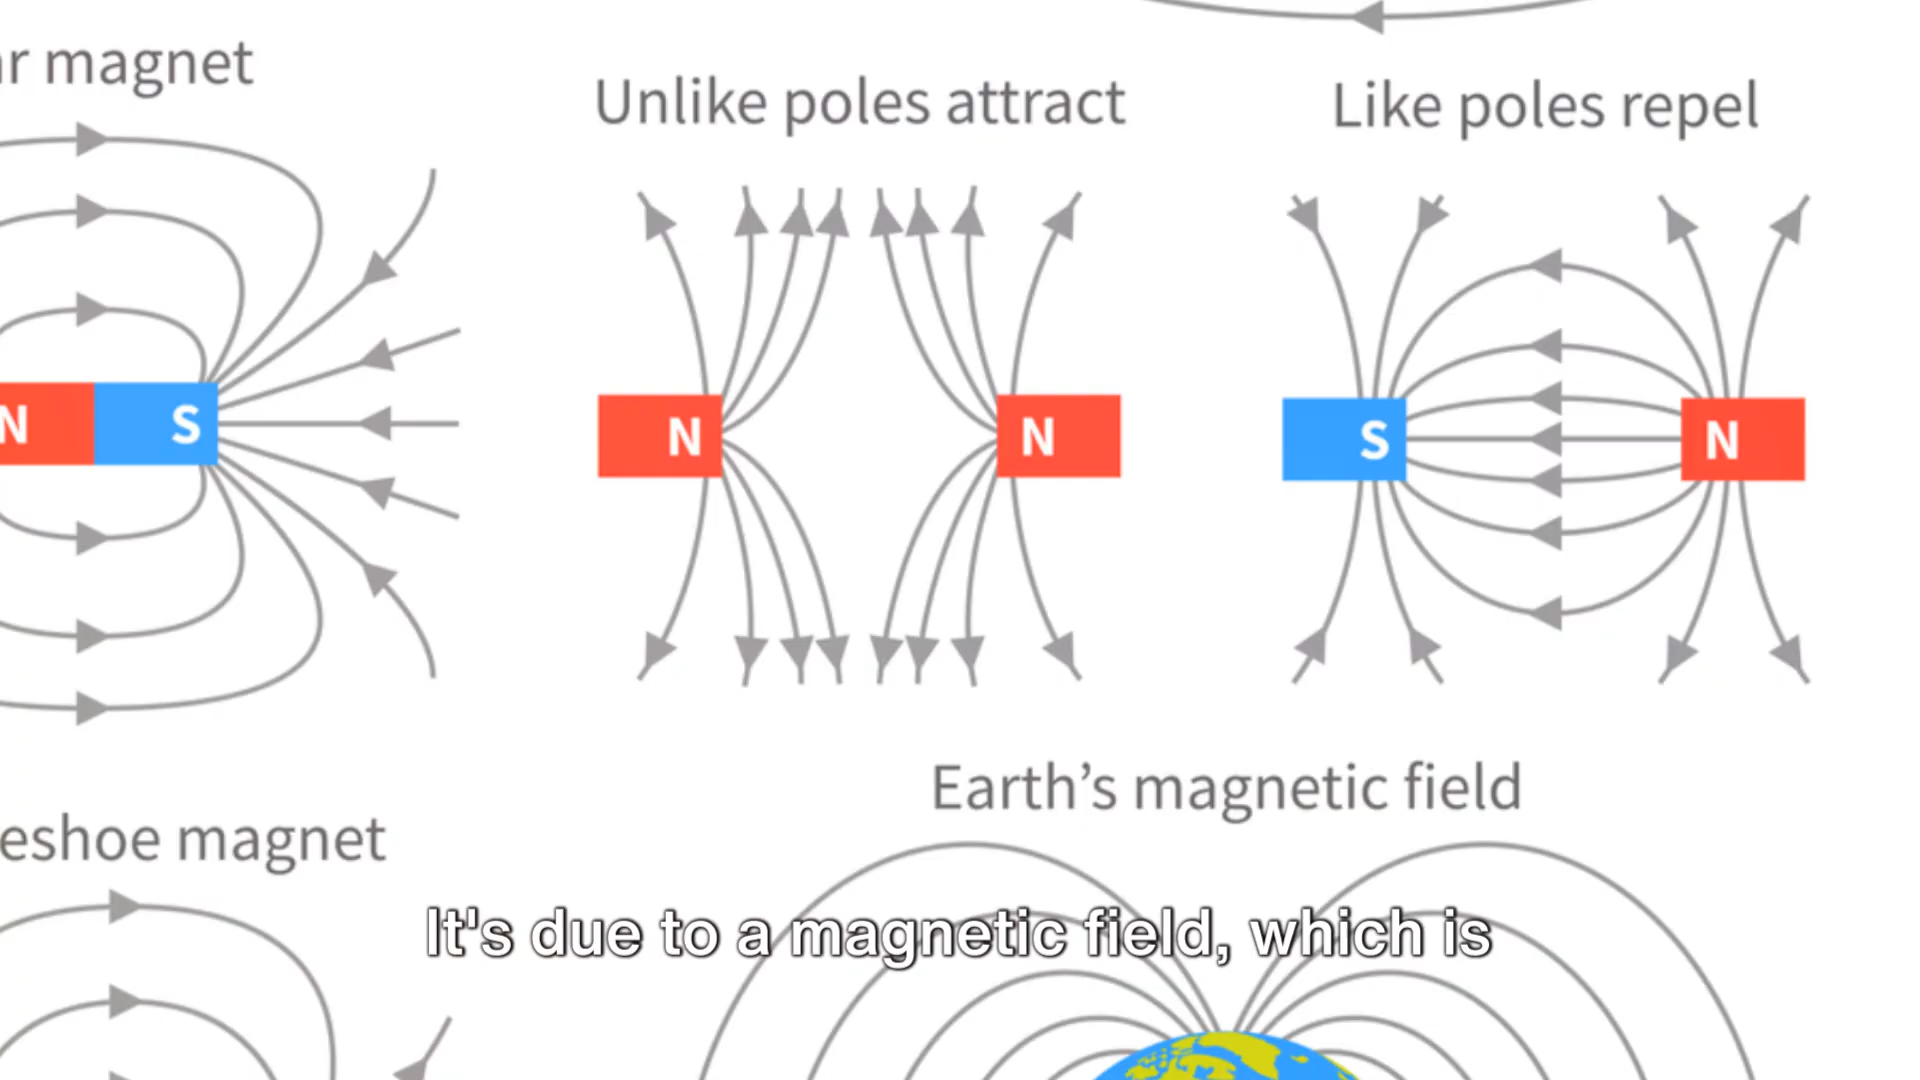 ar magnet
Unlike poles attract
Like poles repel
N S
N N
S N
Earth’s magnetic field
eshoe magnet
It's due to a magnetic field, which is